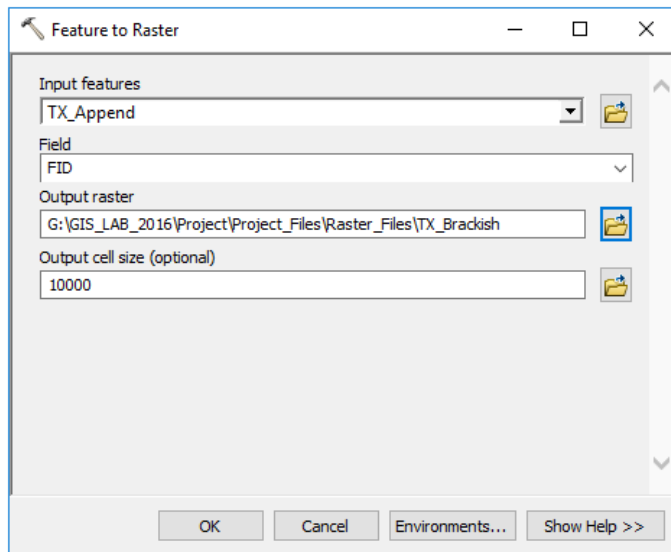 Feature to Raster
Input features
TX_Append
Field
FID
Output raster
G:\GIS_LAB_2016\Project\Project_Files\Raster_Files\TX_Brackish
Output cell size (optional)
10000
OK Cancel Environments... Show Help >>